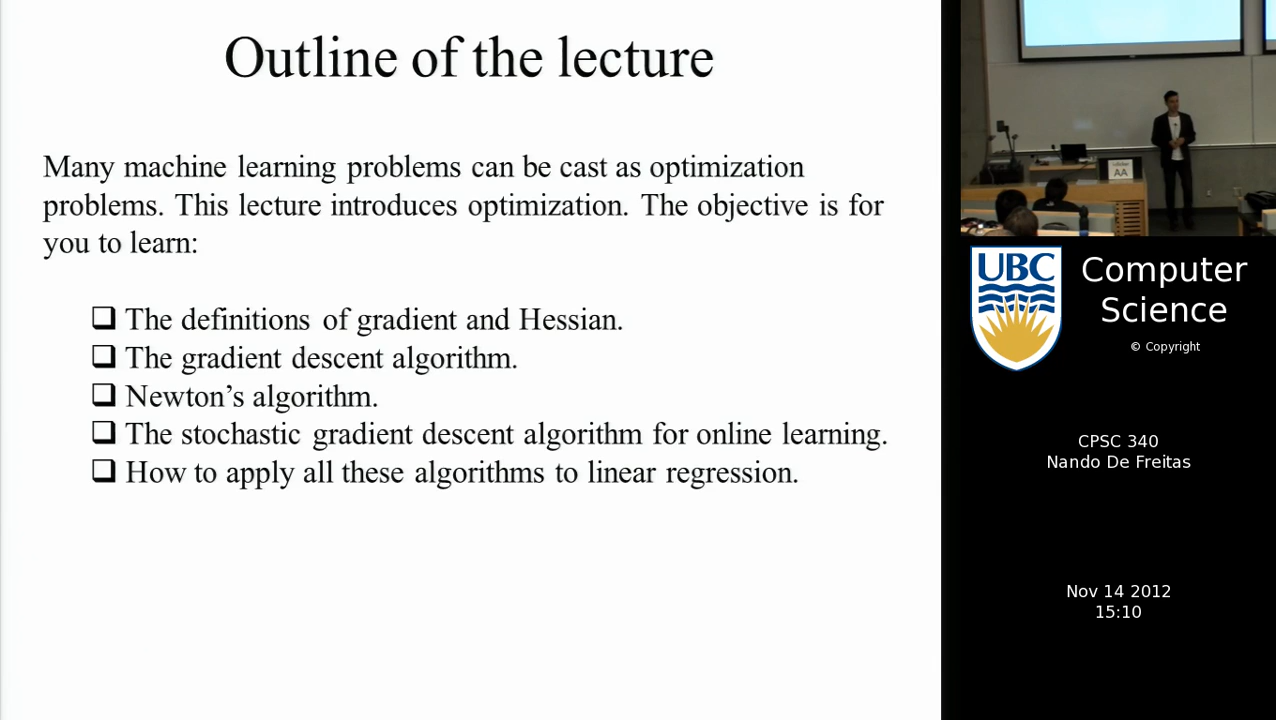 Outline of the lecture
Many machine learning problems can be cast as optimization
problems. This lecture introduces optimization. The objective is for
you to learn:
❑ The definitions of gradient and Hessian.
❑ The gradient descent algorithm.
❑ Newton’s algorithm.
❑ The stochastic gradient descent algorithm for online learning.
❑ How to apply all these algorithms to linear regression.
AA
UBC
Computer
Science
© Copyright
CPSC 340
Nando De Freitas
Nov 14 2012
15:10